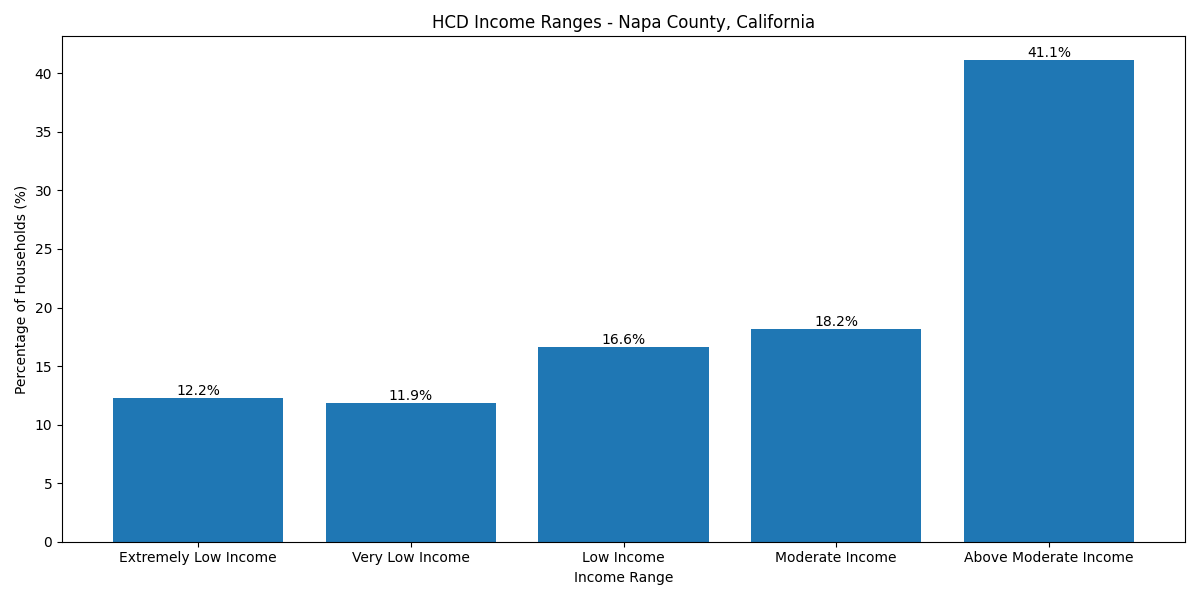 HCD Income Ranges - Napa County, California
Percentage of Households (%)
40
35
30
25
20
15
10
5
0
12.2%
11.9%
16.6%
18.2%
41.1%
Extremely Low Income
Very Low Income
Low Income
Moderate Income
Above Moderate Income
Income Range